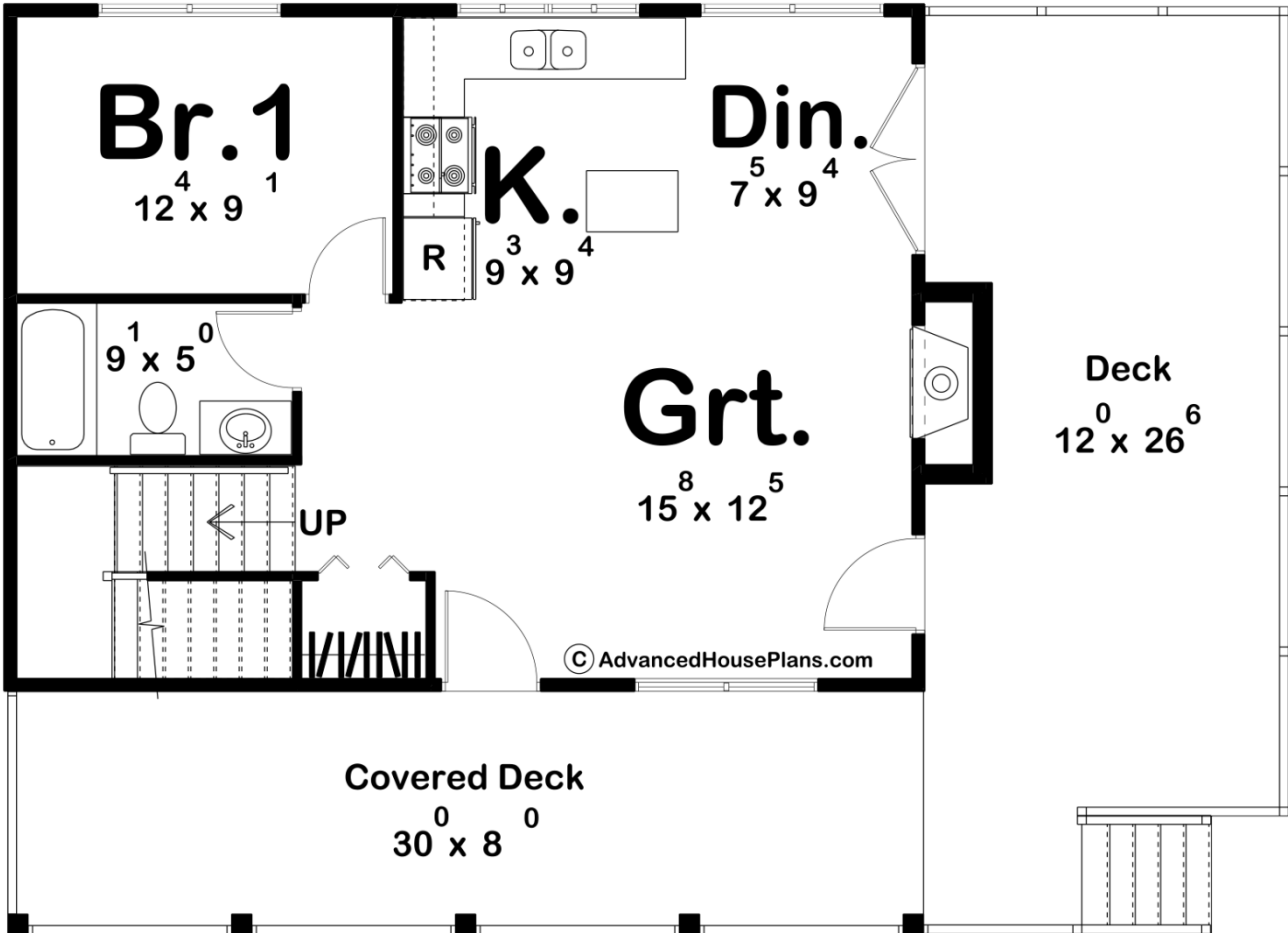 Br.1
12⁴ x 9¹
K.
9³ x 9⁴
R
Din.
7⁵ x 9⁴
9¹ x 5⁰
Grt.
15⁸ x 12⁵
Deck
12⁰ x 26⁶
UP
© AdvancedHousePlans.com
Covered Deck
30⁰ x 8⁰